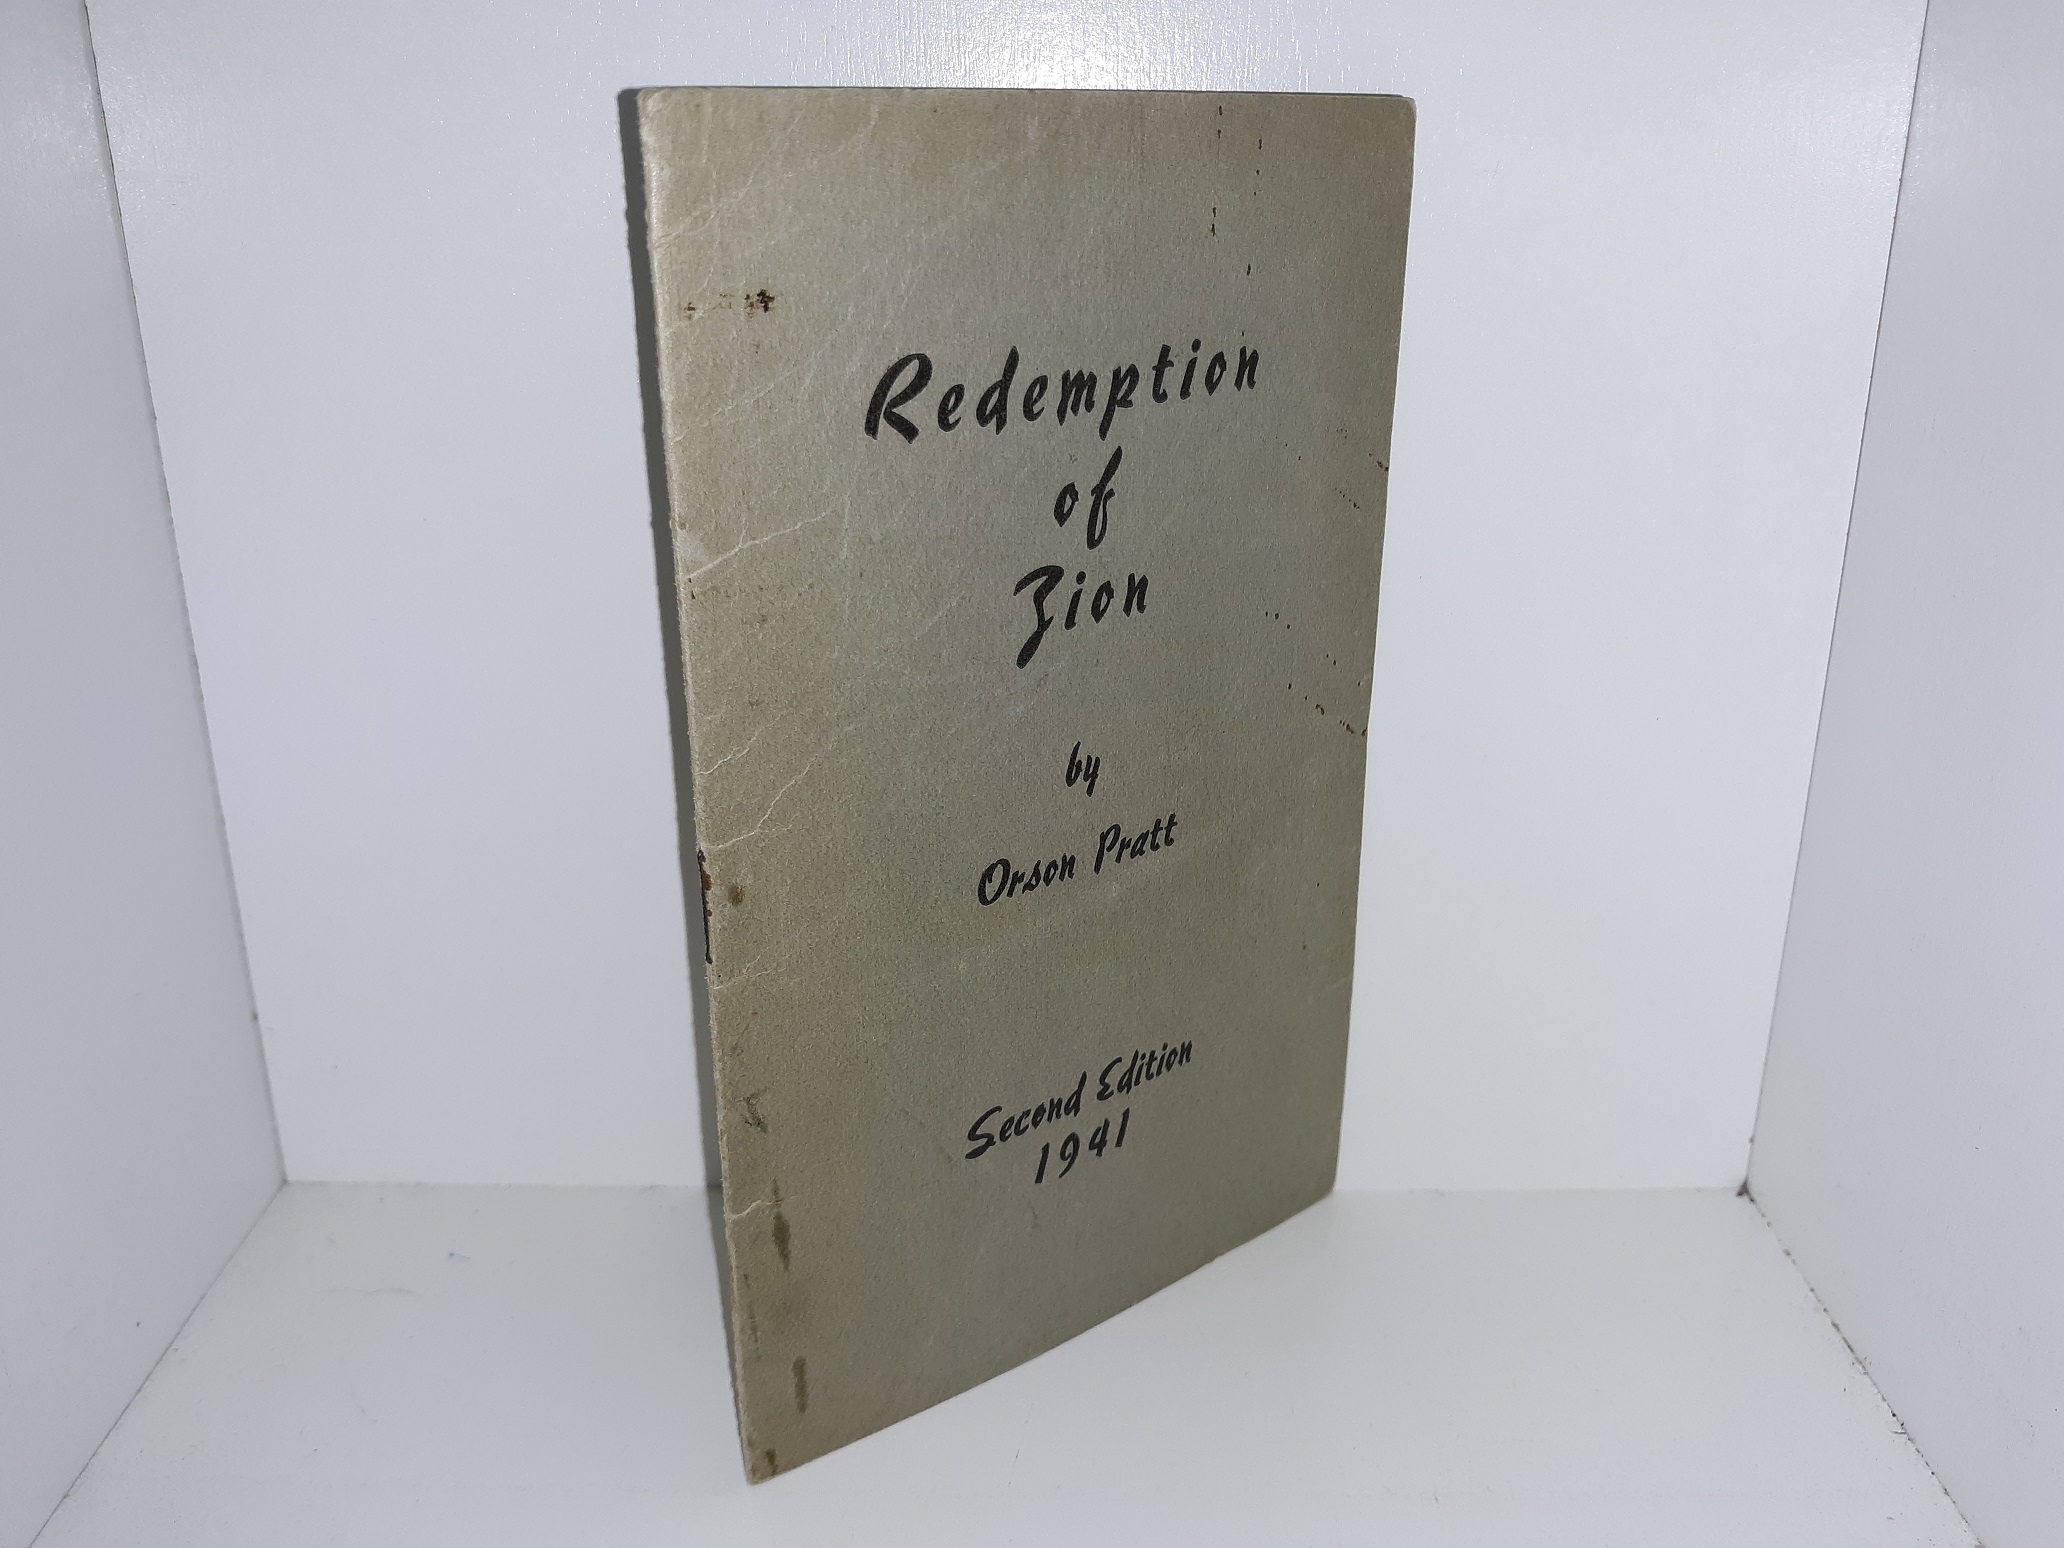 Redemption
of
Zion
by
Orson Pratt
Second Edition
1941